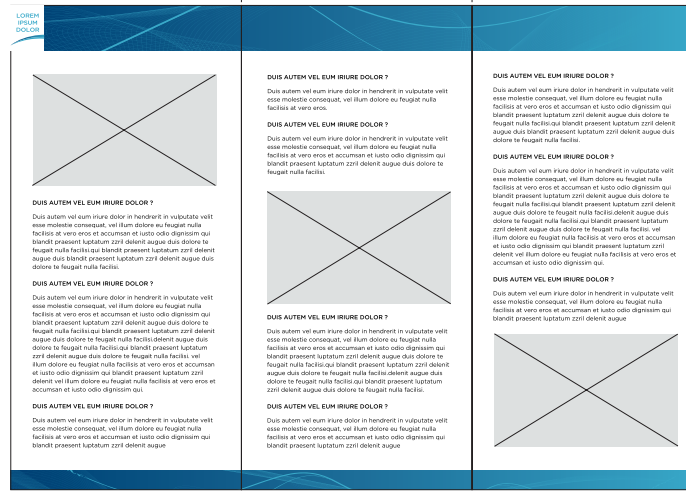 LOREM
IPSUM
DOLOR
DUIS AUTEM VEL EUM IRIURE DOLOR ?
Duis autem vel eum iriure dolor in hendrerit in vulputate velit
esse molestie consequat, vel illum dolore eu feugiat nulla
facilisis at vero eros et accumsan et iusto odio dignissim qui
blandit praesent luptatum zzril delenit augue duis dolore te
feugait nulla facilisi.qui blandit praesent luptatum zzril delenit
augue duis dolore te feugait nulla facilisi.delenit augue duis
dolore te feugait nulla facilisi.
DUIS AUTEM VEL EUM IRIURE DOLOR ?
Duis autem vel eum iriure dolor in hendrerit in vulputate velit
esse molestie consequat, vel illum dolore eu feugiat nulla
facilisis at vero eros et accumsan et iusto odio dignissim qui
blandit praesent luptatum zzril delenit augue duis dolore te
feugait nulla facilisi.qui blandit praesent luptatum zzril delenit
augue duis dolore te feugait nulla facilisi.delenit augue duis
dolore te feugait nulla facilisi.qui blandit praesent luptatum
zzril delenit augue duis dolore te feugait nulla facilisi. vel
illum dolore eu feugiat nulla facilisis at vero eros et accumsan
et iusto odio dignissim qui blandit praesent luptatum zzril
delenit vel illum dolore eu feugiat nulla facilisis at vero eros et
accumsan et iusto odio dignissim qui.
DUIS AUTEM VEL EUM IRIURE DOLOR ?
Duis autem vel eum iriure dolor in hendrerit in vulputate velit
esse molestie consequat, vel illum dolore eu feugiat nulla
facilisis at vero eros et accumsan et iusto odio dignissim qui
blandit praesent luptatum zzril delenit augue
DUIS AUTEM VEL EUM IRIURE DOLOR ?
Duis autem vel eum iriure dolor in hendrerit in vulputate velit
esse molestie consequat, vel illum dolore eu feugiat nulla
facilisis at vero eros.
DUIS AUTEM VEL EUM IRIURE DOLOR ?
Duis autem vel eum iriure dolor in hendrerit in vulputate velit
esse molestie consequat, vel illum dolore eu feugiat nulla
facilisis at vero eros et accumsan et iusto odio dignissim qui
blandit praesent luptatum zzril delenit augue duis dolore te
feugait nulla facilisi.
DUIS AUTEM VEL EUM IRIURE DOLOR ?
Duis autem vel eum iriure dolor in hendrerit in vulputate velit
esse molestie consequat, vel illum dolore eu feugiat nulla
facilisis at vero eros et accumsan et iusto odio dignissim qui
blandit praesent luptatum zzril delenit augue duis dolore te
feugait nulla facilisi.qui blandit praesent luptatum zzril delenit
augue duis dolore te feugait nulla facilisi.delenit augue duis
dolore te feugait nulla facilisi.qui blandit praesent luptatum
zzril delenit augue duis dolore te feugait nulla facilisi.
DUIS AUTEM VEL EUM IRIURE DOLOR ?
Duis autem vel eum iriure dolor in hendrerit in vulputate velit
esse molestie consequat, vel illum dolore eu feugiat nulla
facilisis at vero eros et accumsan et iusto odio dignissim qui
blandit praesent luptatum zzril delenit augue
DUIS AUTEM VEL EUM IRIURE DOLOR ?
Duis autem vel eum iriure dolor in hendrerit in vulputate velit
esse molestie consequat, vel illum dolore eu feugiat nulla
facilisis at vero eros et accumsan et iusto odio dignissim qui
blandit praesent luptatum zzril delenit augue duis dolore te
feugait nulla facilisi.qui blandit praesent luptatum zzril delenit
augue duis dolore te feugait nulla facilisi.delenit augue duis
dolore te feugait nulla facilisi.
DUIS AUTEM VEL EUM IRIURE DOLOR ?
Duis autem vel eum iriure dolor in hendrerit in vulputate velit
esse molestie consequat, vel illum dolore eu feugiat nulla
facilisis at vero eros et accumsan et iusto odio dignissim qui
blandit praesent luptatum zzril delenit augue duis dolore te
feugait nulla facilisi.qui blandit praesent luptatum zzril delenit
augue duis dolore te feugait nulla facilisi.delenit augue duis
dolore te feugait nulla facilisi.qui blandit praesent luptatum
zzril delenit augue duis dolore te feugait nulla facilisi. vel
illum dolore eu feugiat nulla facilisis at vero eros et accumsan
et iusto odio dignissim qui blandit praesent luptatum zzril
delenit vel illum dolore eu feugiat nulla facilisis at vero eros et
accumsan et iusto odio dignissim qui.
DUIS AUTEM VEL EUM IRIURE DOLOR ?
Duis autem vel eum iriure dolor in hendrerit in vulputate velit
esse molestie consequat, vel illum dolore eu feugiat nulla
facilisis at vero eros et accumsan et iusto odio dignissim qui
blandit praesent luptatum zzril delenit augue